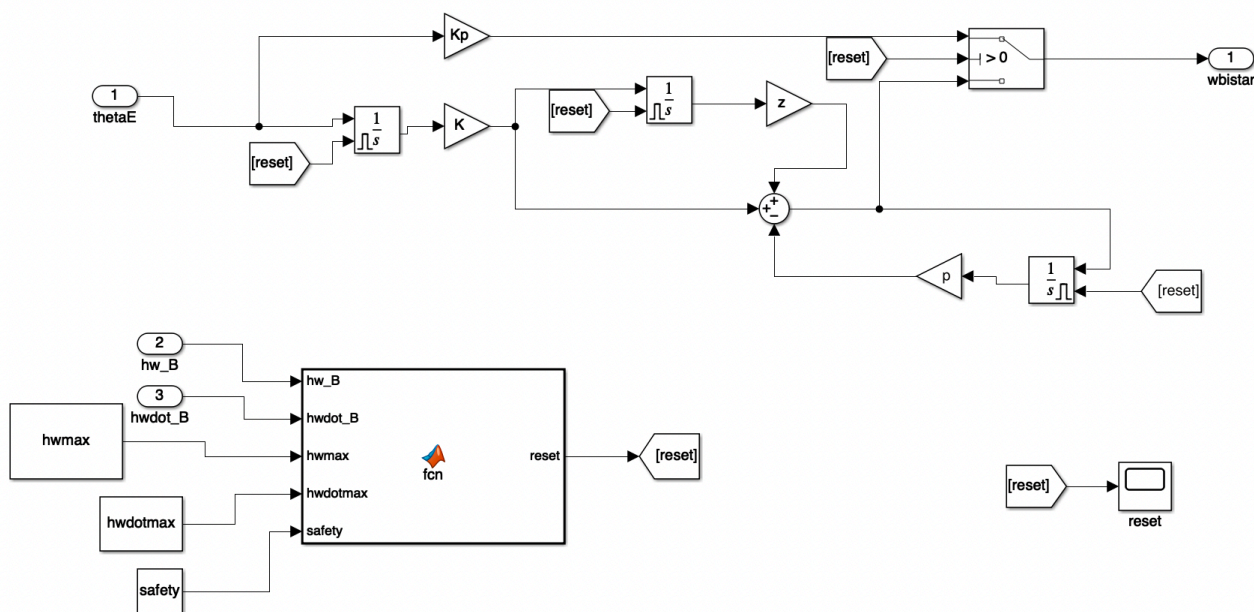 Kp
[reset]
> 0
1
wbistar
1
thetaE
1
s
K
[reset]
1
s
z
[reset]
+
+
−
p
1
s
[reset]
2
hw_B
3
hwdot_B
hwmax
hwdotmax
safety
hw_B
hwdot_B
hwmax
hwdotmax
safety
fcn
reset
[reset]
[reset]
reset